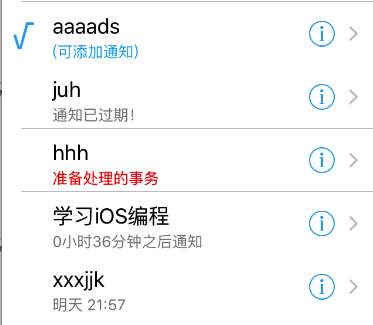 √ aaaads
(可添加通知)
juh
通知已过期！
hhh
准备处理的事务
学习iOS编程
0小时36分钟之后通知
xxxjjk
明天 21:57